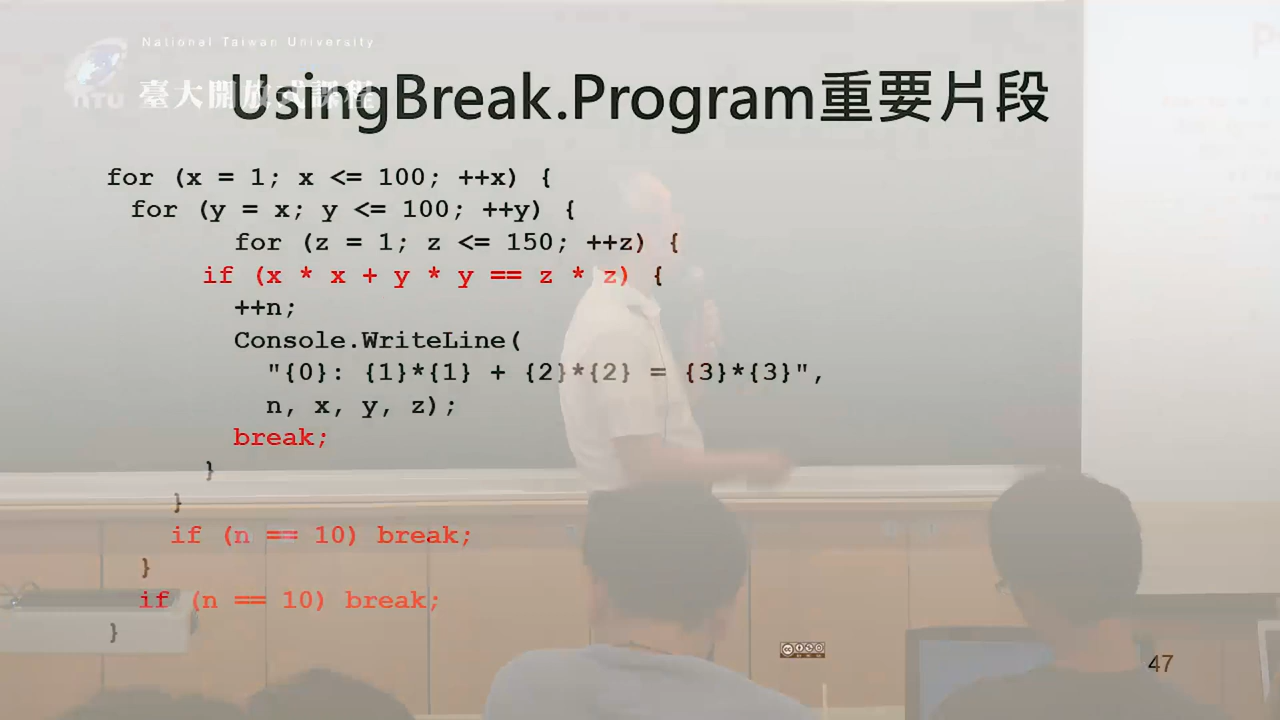 National Taiwan University
臺大開放式課程
NTU
UsingBreak.Program重要片段
for (x = 1; x <= 100; ++x) {
for (y = x; y <= 100; ++y) {
for (z = 1; z <= 150; ++z) {
if (x * x + y * y == z * z) {
++n;
Console.WriteLine(
"{0}: {1}*{1} + {2}*{2} = {3}*{3}",
n, x, y, z);
break;
}
}
if (n == 10) break;
}
if (n == 10) break;
}
cc
47